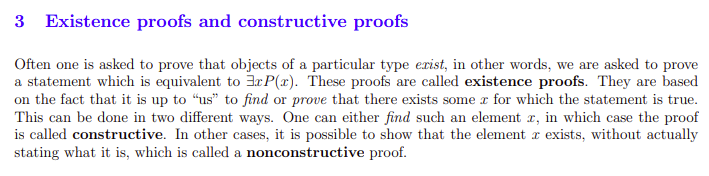 3 Existence proofs and constructive proofs
Often one is asked to prove that objects of a particular type exist, in other words, we are asked to prove
a statement which is equivalent to ∃xP(x). These proofs are called existence proofs. They are based
on the fact that it is up to “us” to find or prove that there exists some x for which the statement is true.
This can be done in two different ways. One can either find such an element x, in which case the proof
is called constructive. In other cases, it is possible to show that the element x exists, without actually
stating what it is, which is called a nonconstructive proof.